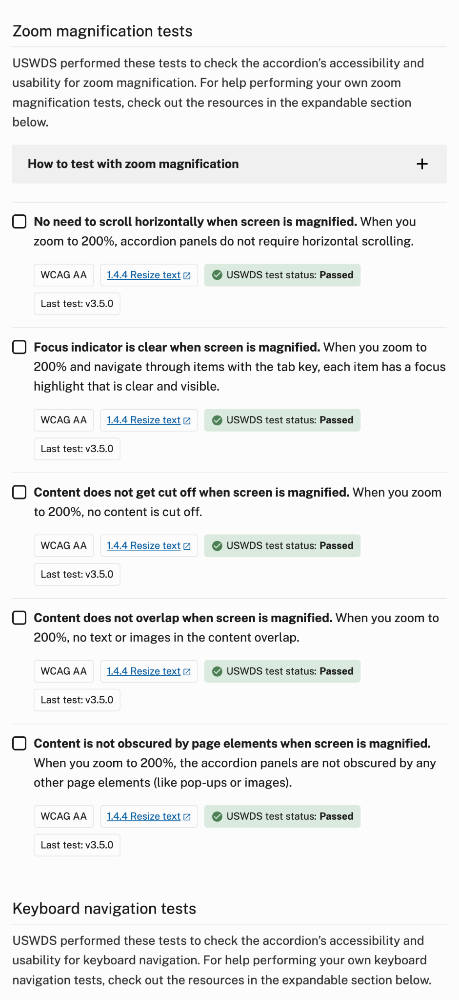 Zoom magnification tests
USWDS performed these tests to check the accordion’s accessibility and
usability for zoom magnification. For help performing your own zoom
magnification tests, check out the resources in the expandable section
below.
How to test with zoom magnification
No need to scroll horizontally when screen is magnified. When you
zoom to 200%, accordion panels do not require horizontal scrolling.
WCAG AA 1.4.4 Resize text USWDS test status: Passed
Last test: v3.5.0
Focus indicator is clear when screen is magnified. When you zoom to
200% and navigate through items with the tab key, each item has a focus
highlight that is clear and visible.
WCAG AA 1.4.4 Resize text USWDS test status: Passed
Last test: v3.5.0
Content does not get cut off when screen is magnified. When you zoom
to 200%, no content is cut off.
WCAG AA 1.4.4 Resize text USWDS test status: Passed
Last test: v3.5.0
Content does not overlap when screen is magnified. When you zoom to
200%, no text or images in the content overlap.
WCAG AA 1.4.4 Resize text USWDS test status: Passed
Last test: v3.5.0
Content is not obscured by page elements when screen is magnified.
When you zoom to 200%, the accordion panels are not obscured by any
other page elements (like pop-ups or images).
WCAG AA 1.4.4 Resize text USWDS test status: Passed
Last test: v3.5.0
Keyboard navigation tests
USWDS performed these tests to check the accordion’s accessibility and
usability for keyboard navigation. For help performing your own keyboard
navigation tests, check out the resources in the expandable section below.